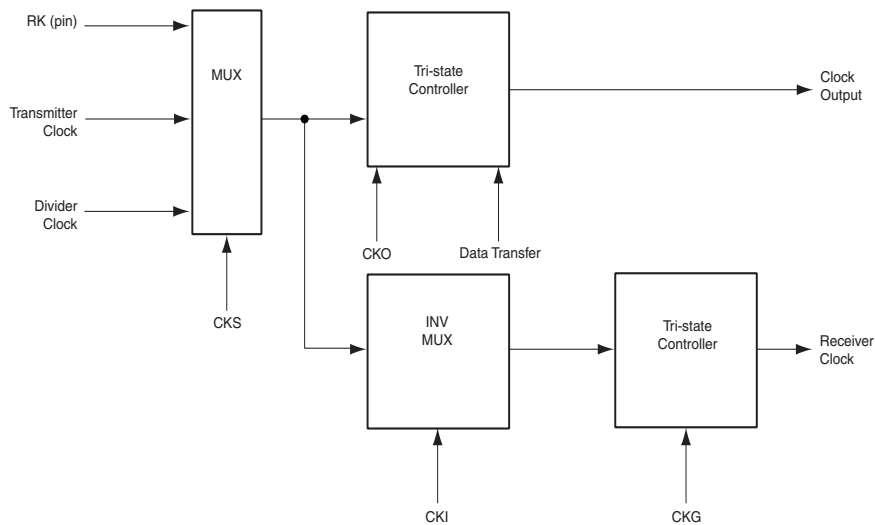 RK (pin)
MUX
Tri-state
Controller
Clock
Output
Transmitter
Clock
Divider
Clock
CKO
Data Transfer
CKS
INV
MUX
Tri-state
Controller
Receiver
Clock
CKI
CKG